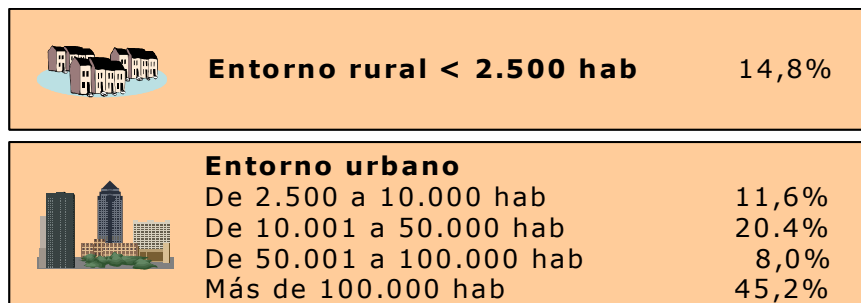 Entorno rural < 2.500 hab 14,8%
Entorno urbano
De 2.500 a 10.000 hab 11,6%
De 10.001 a 50.000 hab 20.4%
De 50.001 a 100.000 hab 8,0%
Más de 100.000 hab 45,2%